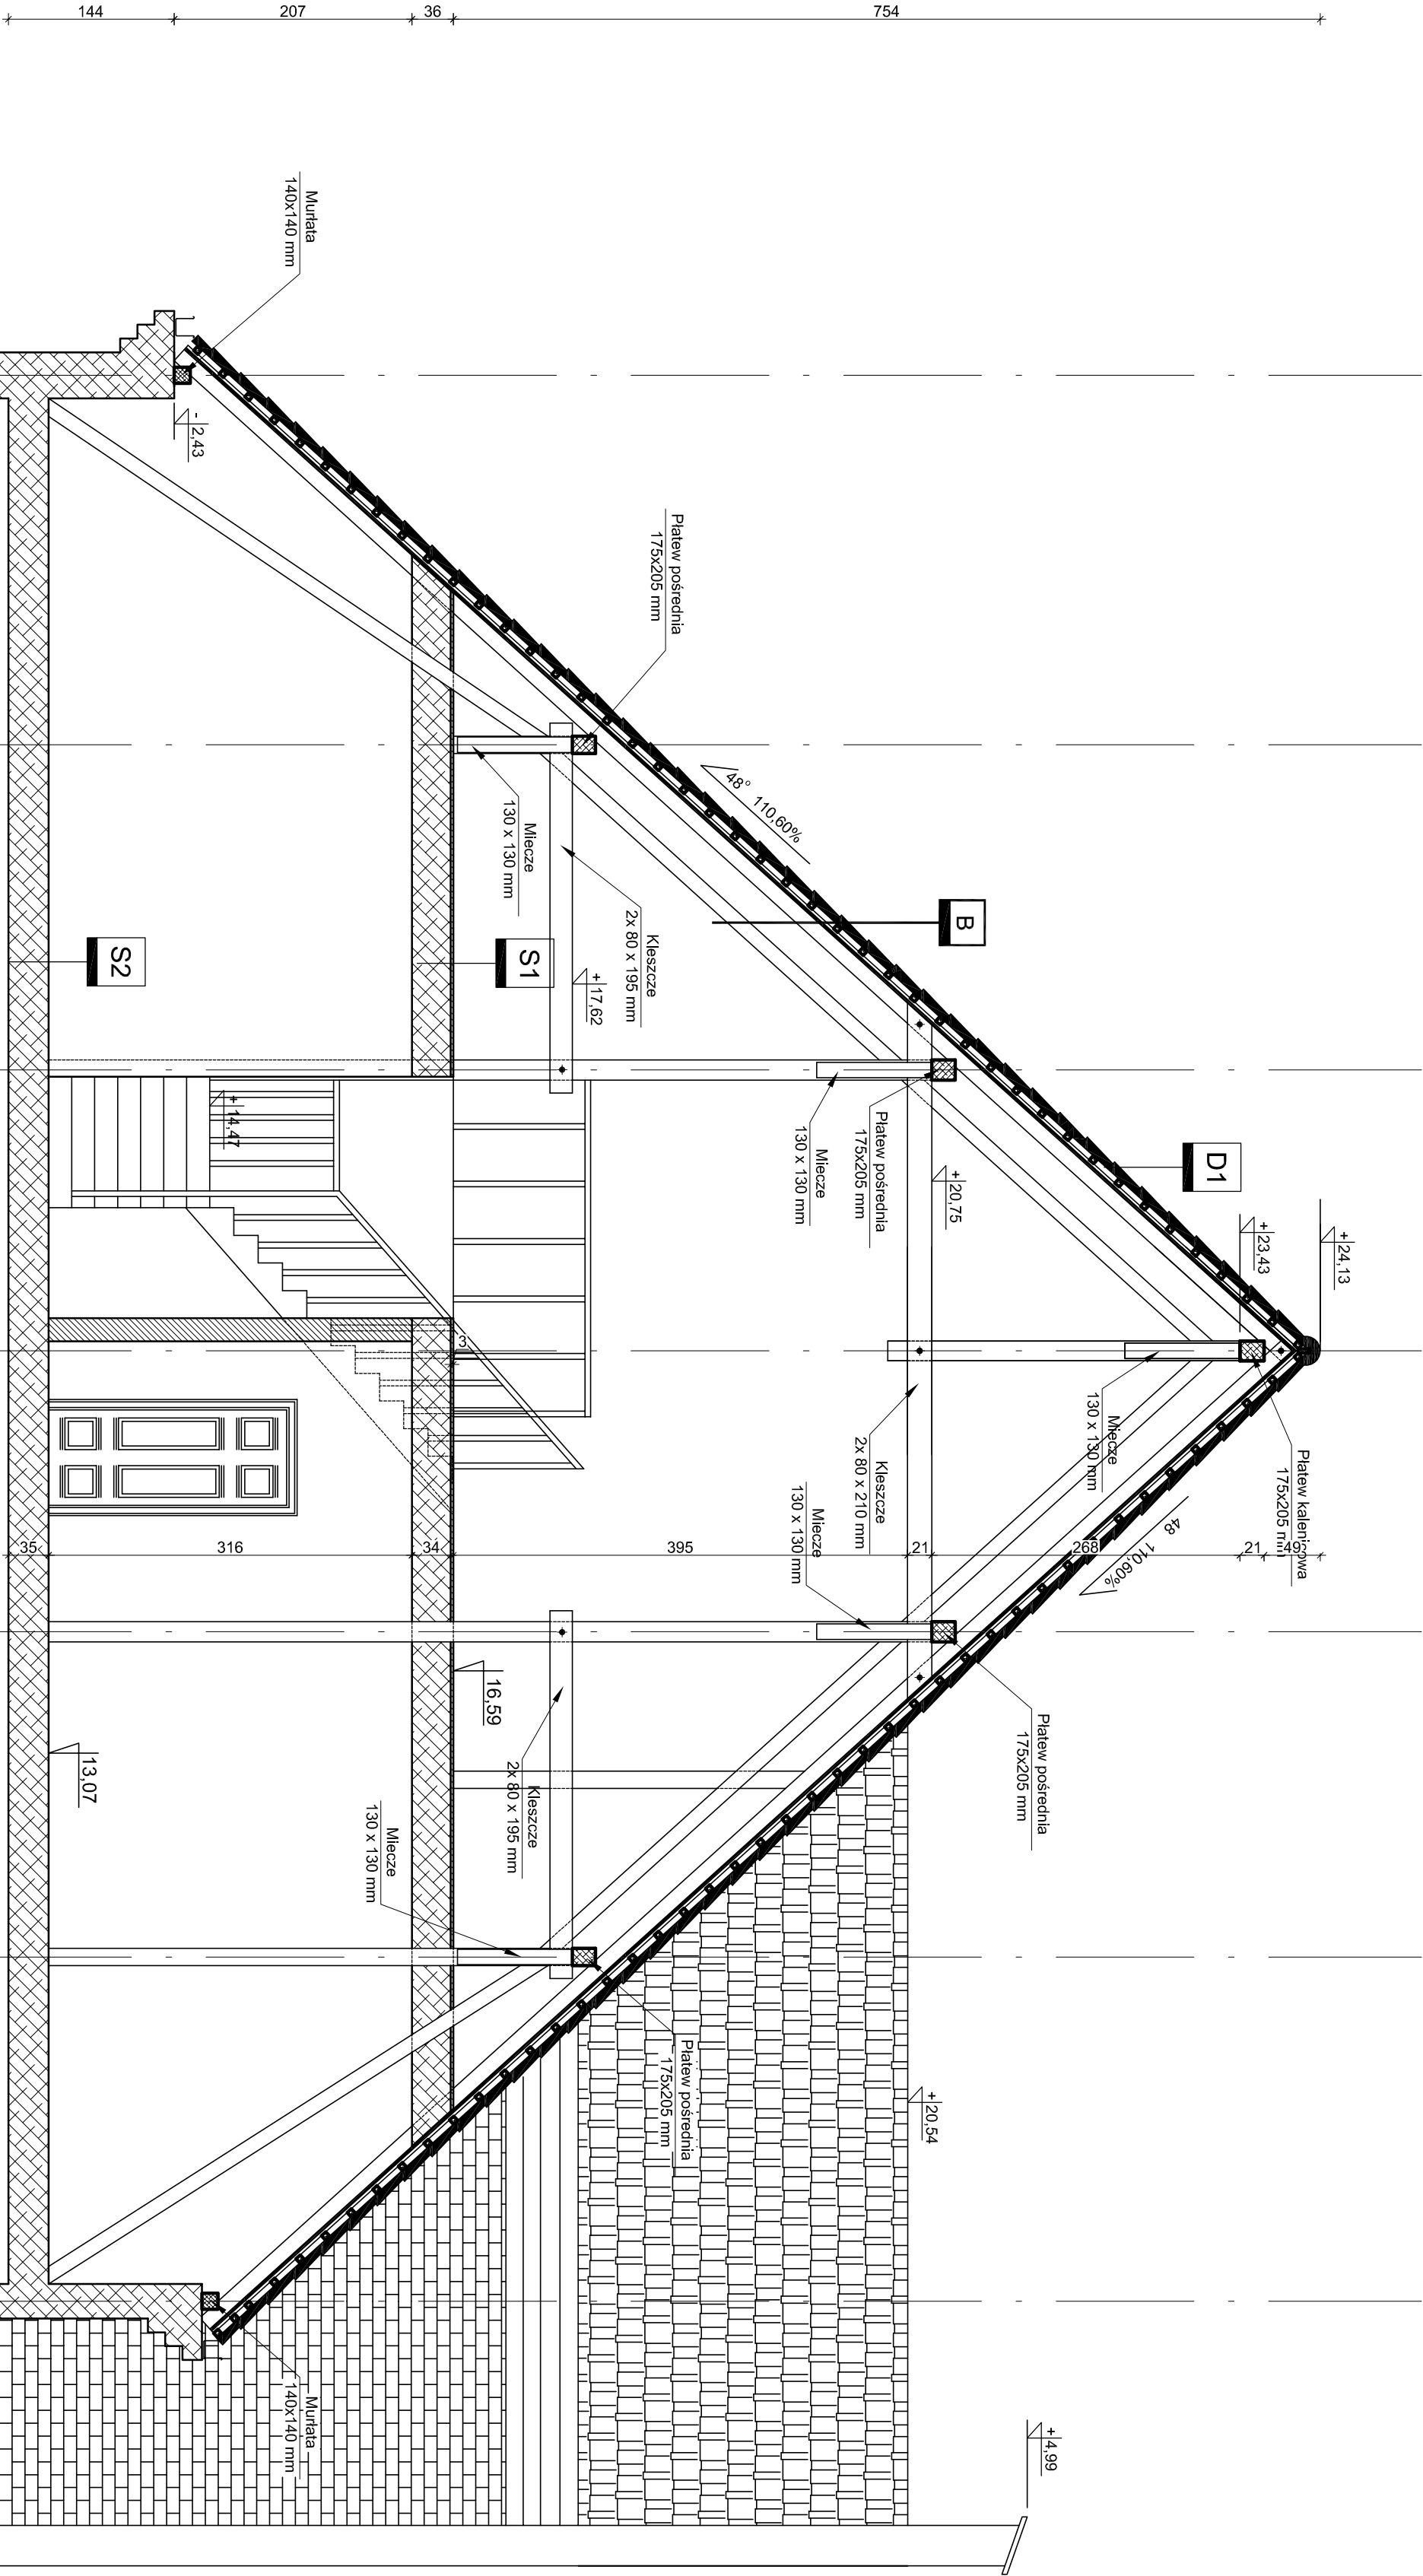 144
207
36
754
Murłata
140x140 mm
- 2,43
Płatew pośrednia
175x205 mm
48°
110,60%
Miecze
130 x 130 mm
Kleszcze
2x 80 x 195 mm
+17,62
S2
S1
B
D1
+14,47
Miecze
130 x 130 mm
Płatew pośrednia
175x205 mm
+20,75
+23,43
+24,13
3
Miecze
130 x 130 mm
Płatew kalenicowa
175x205 mm
48
110,60%
Kleszcze
2x 80 x 210 mm
Miecze
130 x 130 mm
35
316
34
395
21
268
21
49
16,59
13,07
Płatew pośrednia
175x205 mm
Kleszcze
2x 80 x 195 mm
Miecze
130 x 130 mm
Płatew pośrednia
175x205 mm
+20,54
Murłata
140x140 mm
+4,99